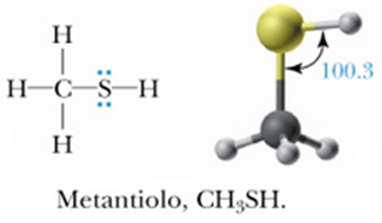 H
H—C—S—H
H
100.3
Metantiolo, CH₃SH.